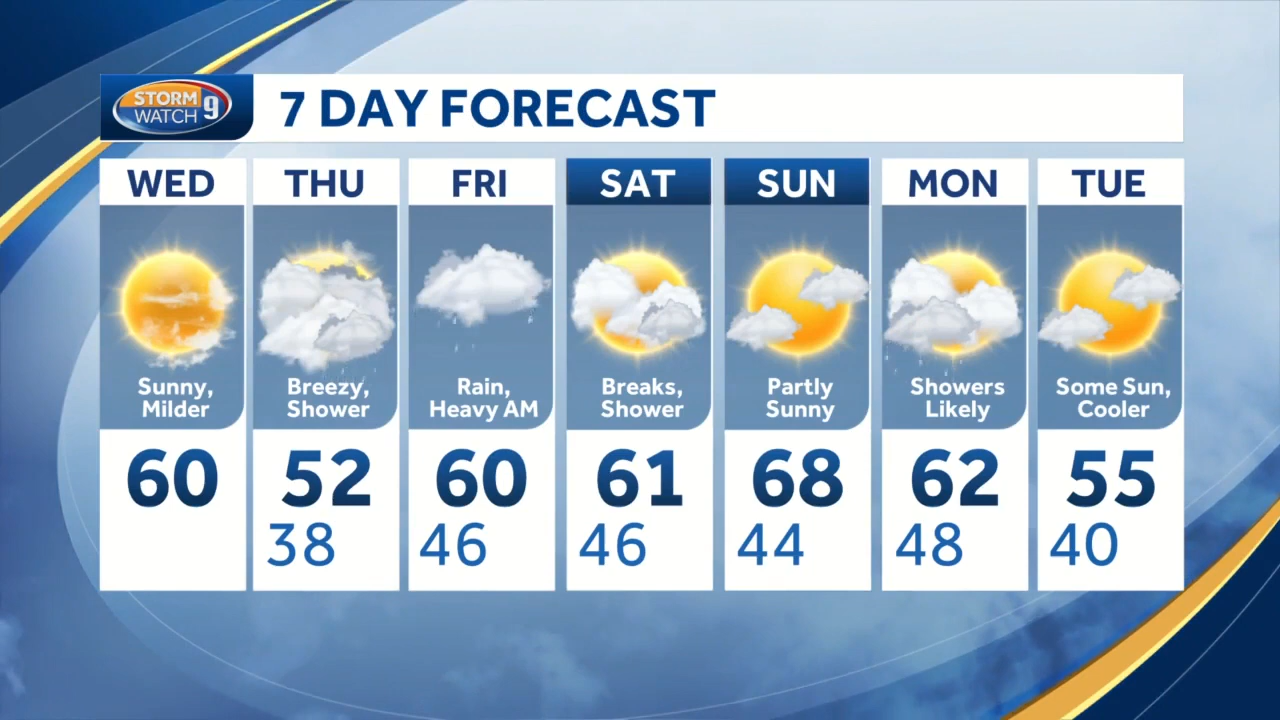 STORM
WATCH 9
7 DAY FORECAST
WED
THU
FRI
SAT
SUN
MON
TUE
Sunny,
Milder
Breezy,
Shower
Rain,
Heavy AM
Breaks,
Shower
Partly
Sunny
Showers
Likely
Some Sun,
Cooler
60
52
60
61
68
62
55
38
46
46
44
48
40